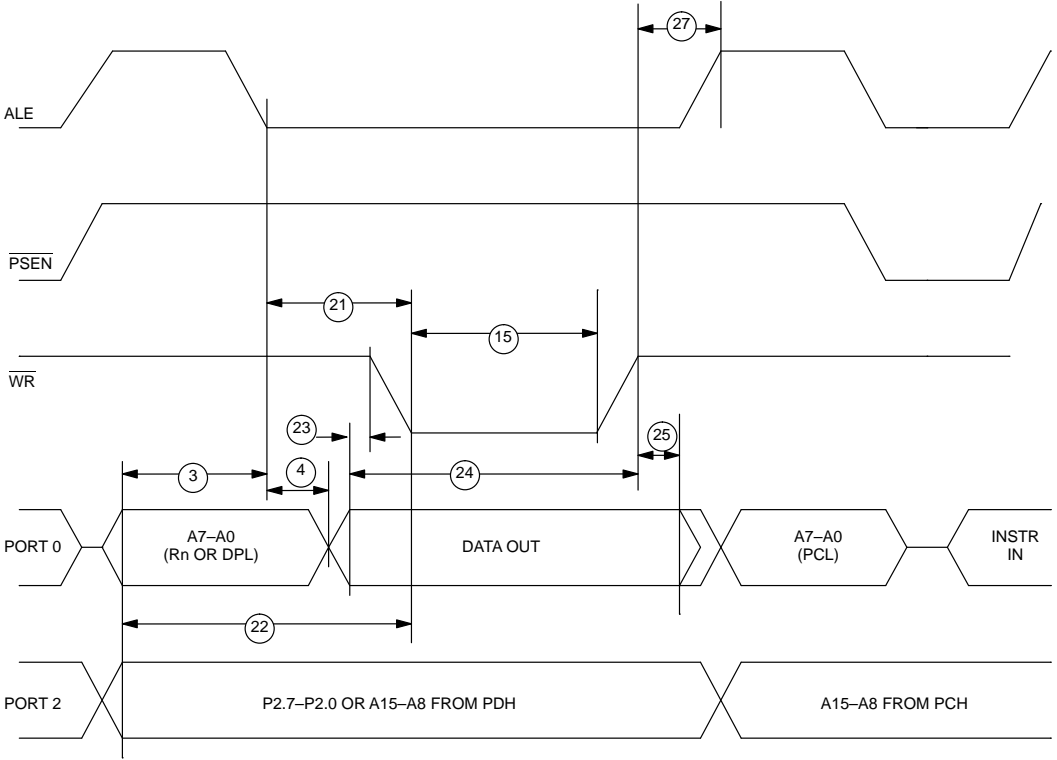 27
ALE
PSEN
21
15
WR
23
25
3
4
24
PORT 0
A7–A0
(Rn OR DPL)
DATA OUT
A7–A0
(PCL)
INSTR
IN
22
PORT 2
P2.7–P2.0 OR A15–A8 FROM PDH
A15–A8 FROM PCH